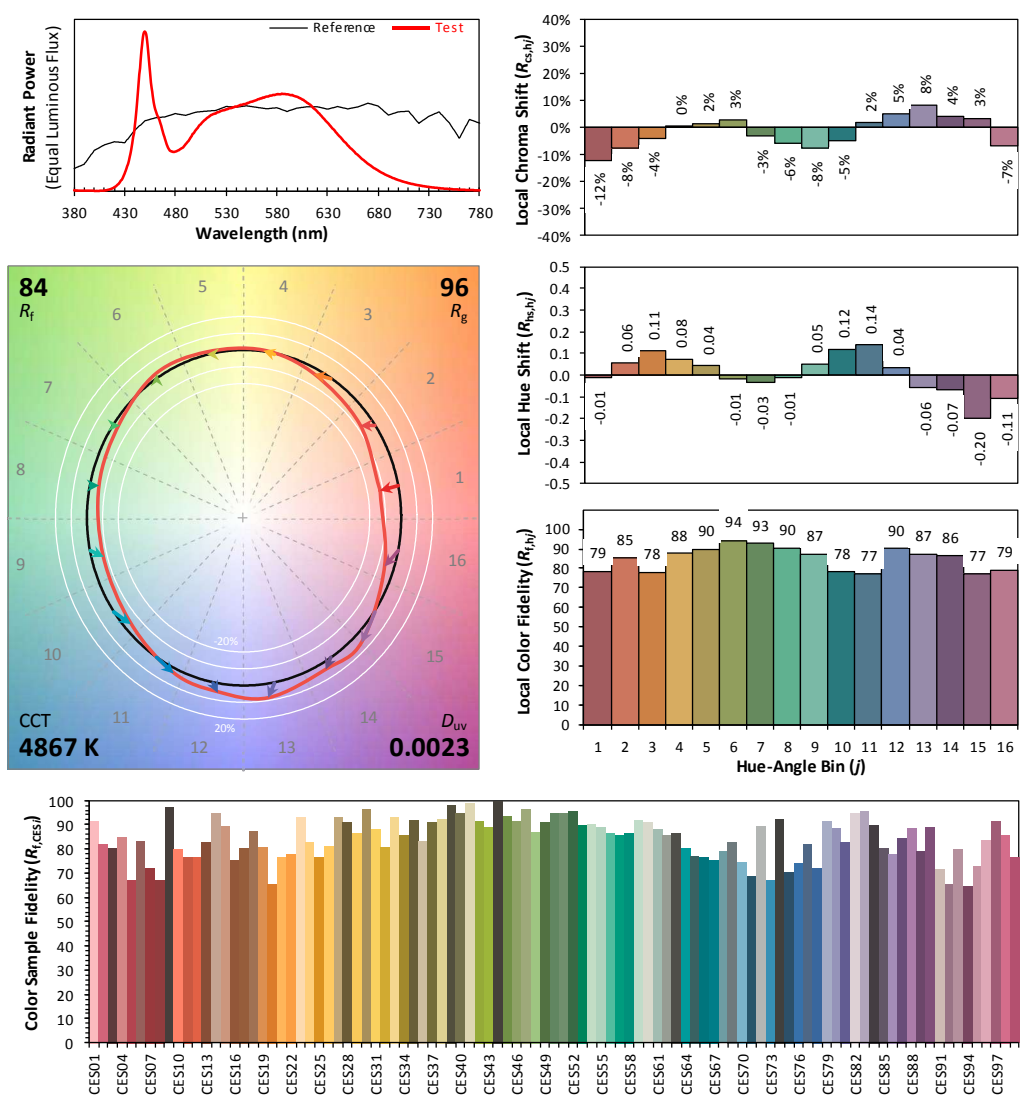 Radiant Power
(Equal Luminous Flux)
Reference
Test
380 430 480 530 580 630 680 730 780
Wavelength (nm)
Local Chroma Shift (Rcs,hj)
40%
30%
20%
10%
0%
-10%
-20%
-30%
-40%
-12% -8% -4% 0% 2% 3% -3% -6% -8% -5% 2% 5% 8% 4% 3% -7%
84
Rf
96
Rg
5 4
6 3
7 2
8 1
9 16
10 15
11 14
12 13
-20%
20%
CCT
4867 K
Duv
0.0023
Local Hue Shift (Rhs,hj)
0.5
0.4
0.3
0.2
0.1
0.0
-0.1
-0.2
-0.3
-0.4
-0.5
-0.01 0.06 0.11 0.08 0.04 -0.01 -0.03 -0.01 0.05 0.12 0.14 0.04 -0.06 -0.07 -0.20 -0.11
Local Color Fidelity (Rf,hj)
100
90
80
70
60
50
40
30
20
10
0
79 85 78 88 90 94 93 90 87 78 77 90 87 86 77 79
1 2 3 4 5 6 7 8 9 10 11 12 13 14 15 16
Hue-Angle Bin (j)
Color Sample Fidelity (Rf,CESi)
100
90
80
70
60
50
40
30
20
10
0
CES01 CES04 CES07 CES10 CES13 CES16 CES19 CES22 CES25 CES28 CES31 CES34 CES37 CES40 CES43 CES46 CES49 CES52 CES55 CES58 CES61 CES64 CES67 CES70 CES73 CES76 CES79 CES82 CES85 CES88 CES91 CES94 CES97